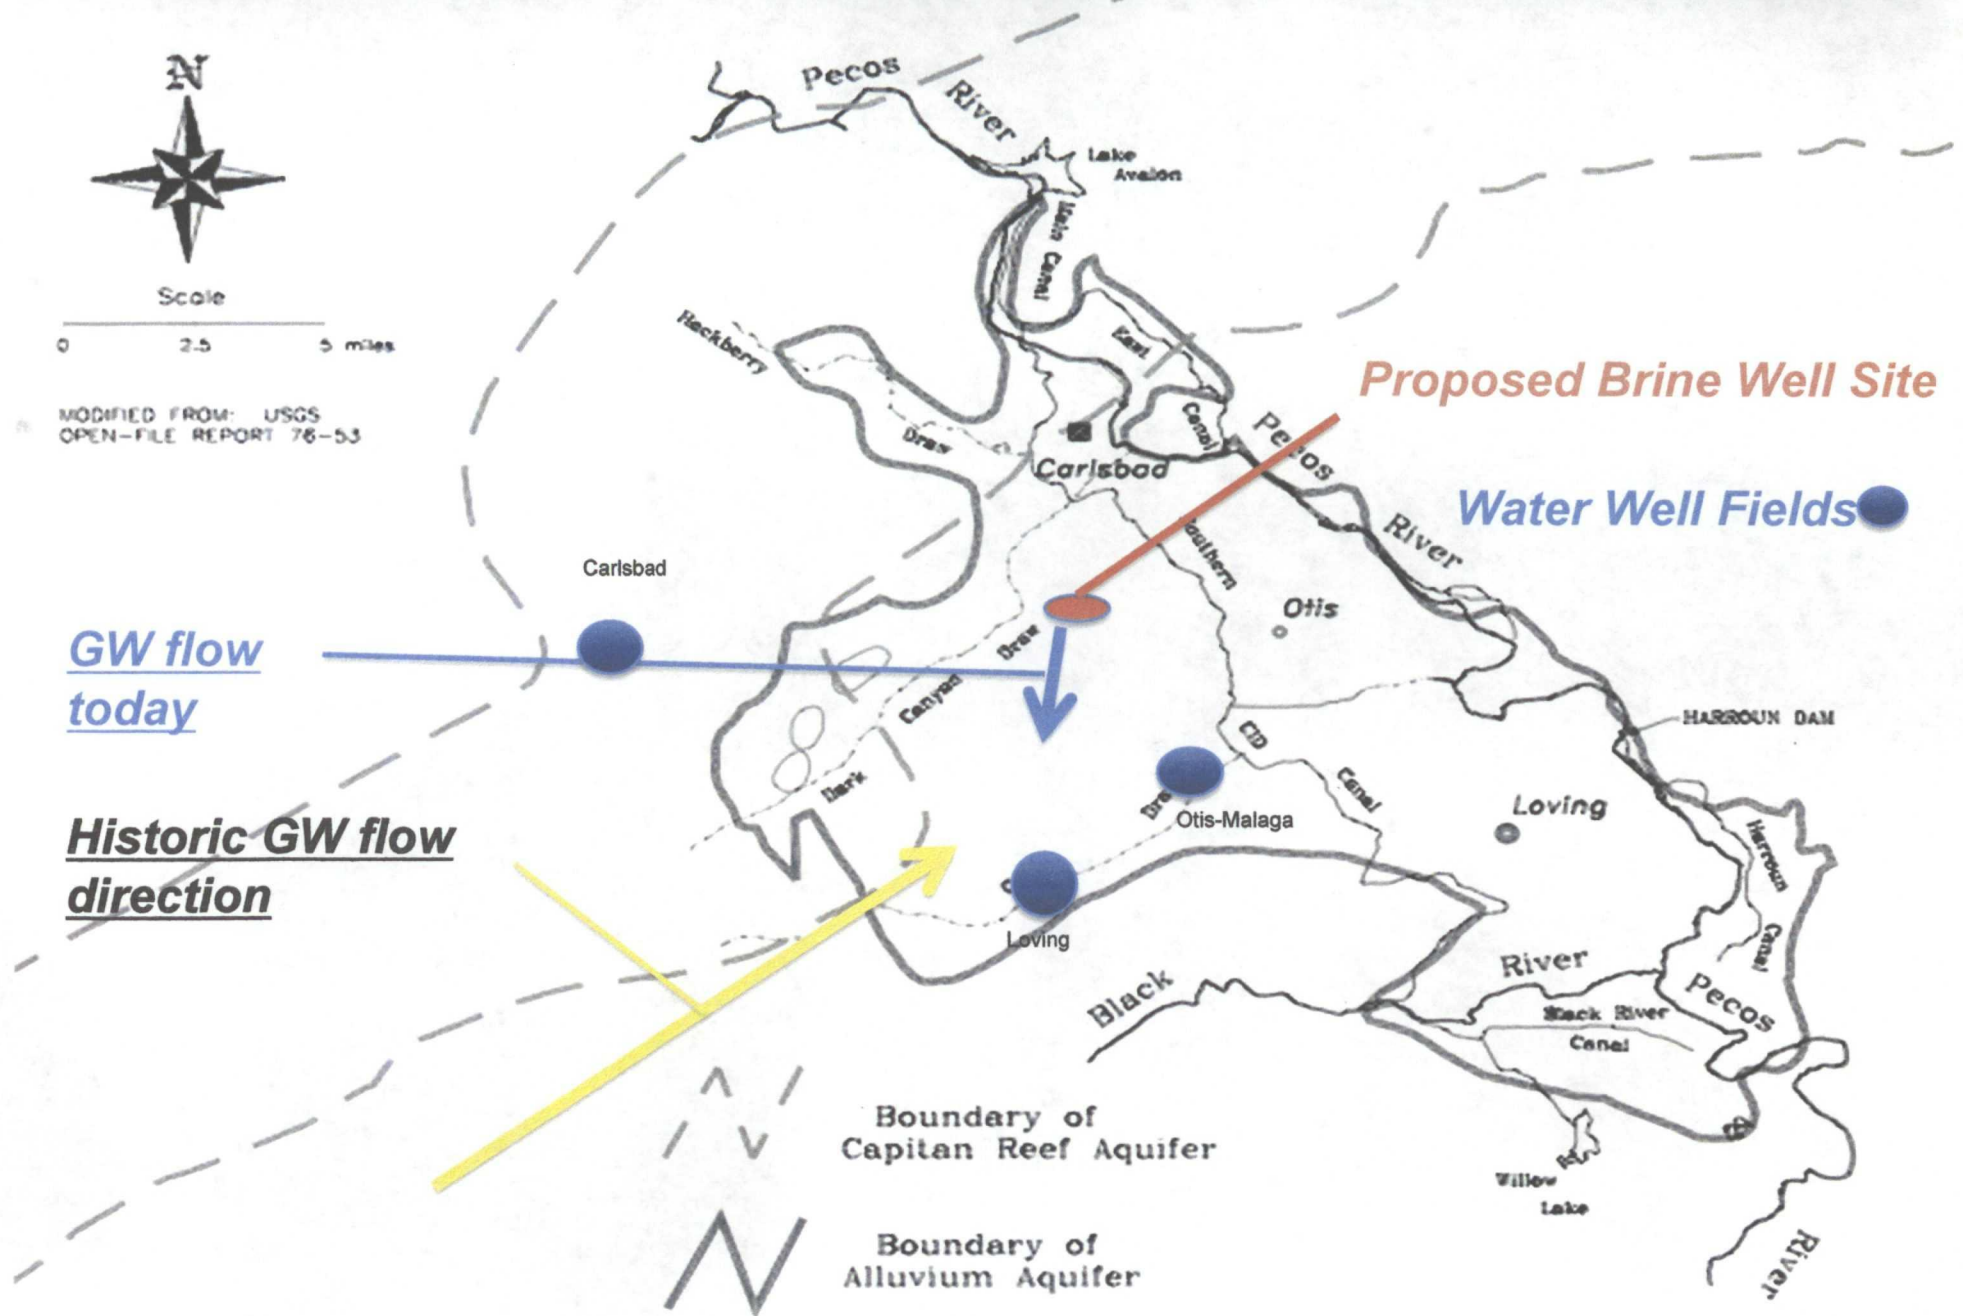 N
Pecos
River
Lake
Avalon
Scale
0 2.5 5 miles
MODIFIED FROM: USGS
OPEN-FILE REPORT 76-53
Main Canal
Hackberry
Draw
East
Canal
Carlsbad
Pecos
River
Proposed Brine Well Site
Water Well Fields
Southern
Carlsbad
Otis
GW flow
today
Draw
Canyon
Dark
HARROUN DAM
CID
Canal
Otis-Malaga
Loving
Harroun
Canal
Historic GW flow
direction
Loving
Black
River
Pecos
Black River
Canal
Boundary of
Capitan Reef Aquifer
Willow
Lake
River
Boundary of
Alluvium Aquifer